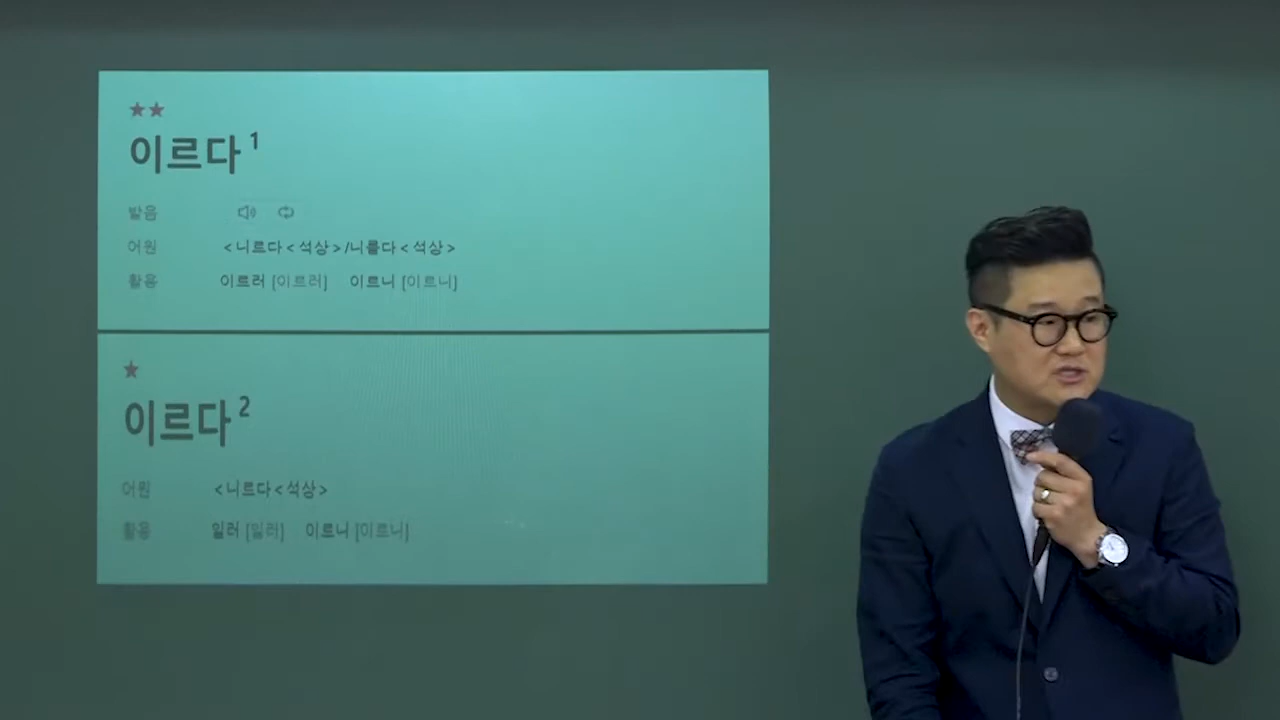 ★★
이르다¹
발음
어원 <니르다<석상>/니를다<석상>
활용 이르러 [이르러] 이르니 [이르니]
★
이르다²
어원 <니르다<석상>
활용 일러 [일러] 이르니 [이르니]